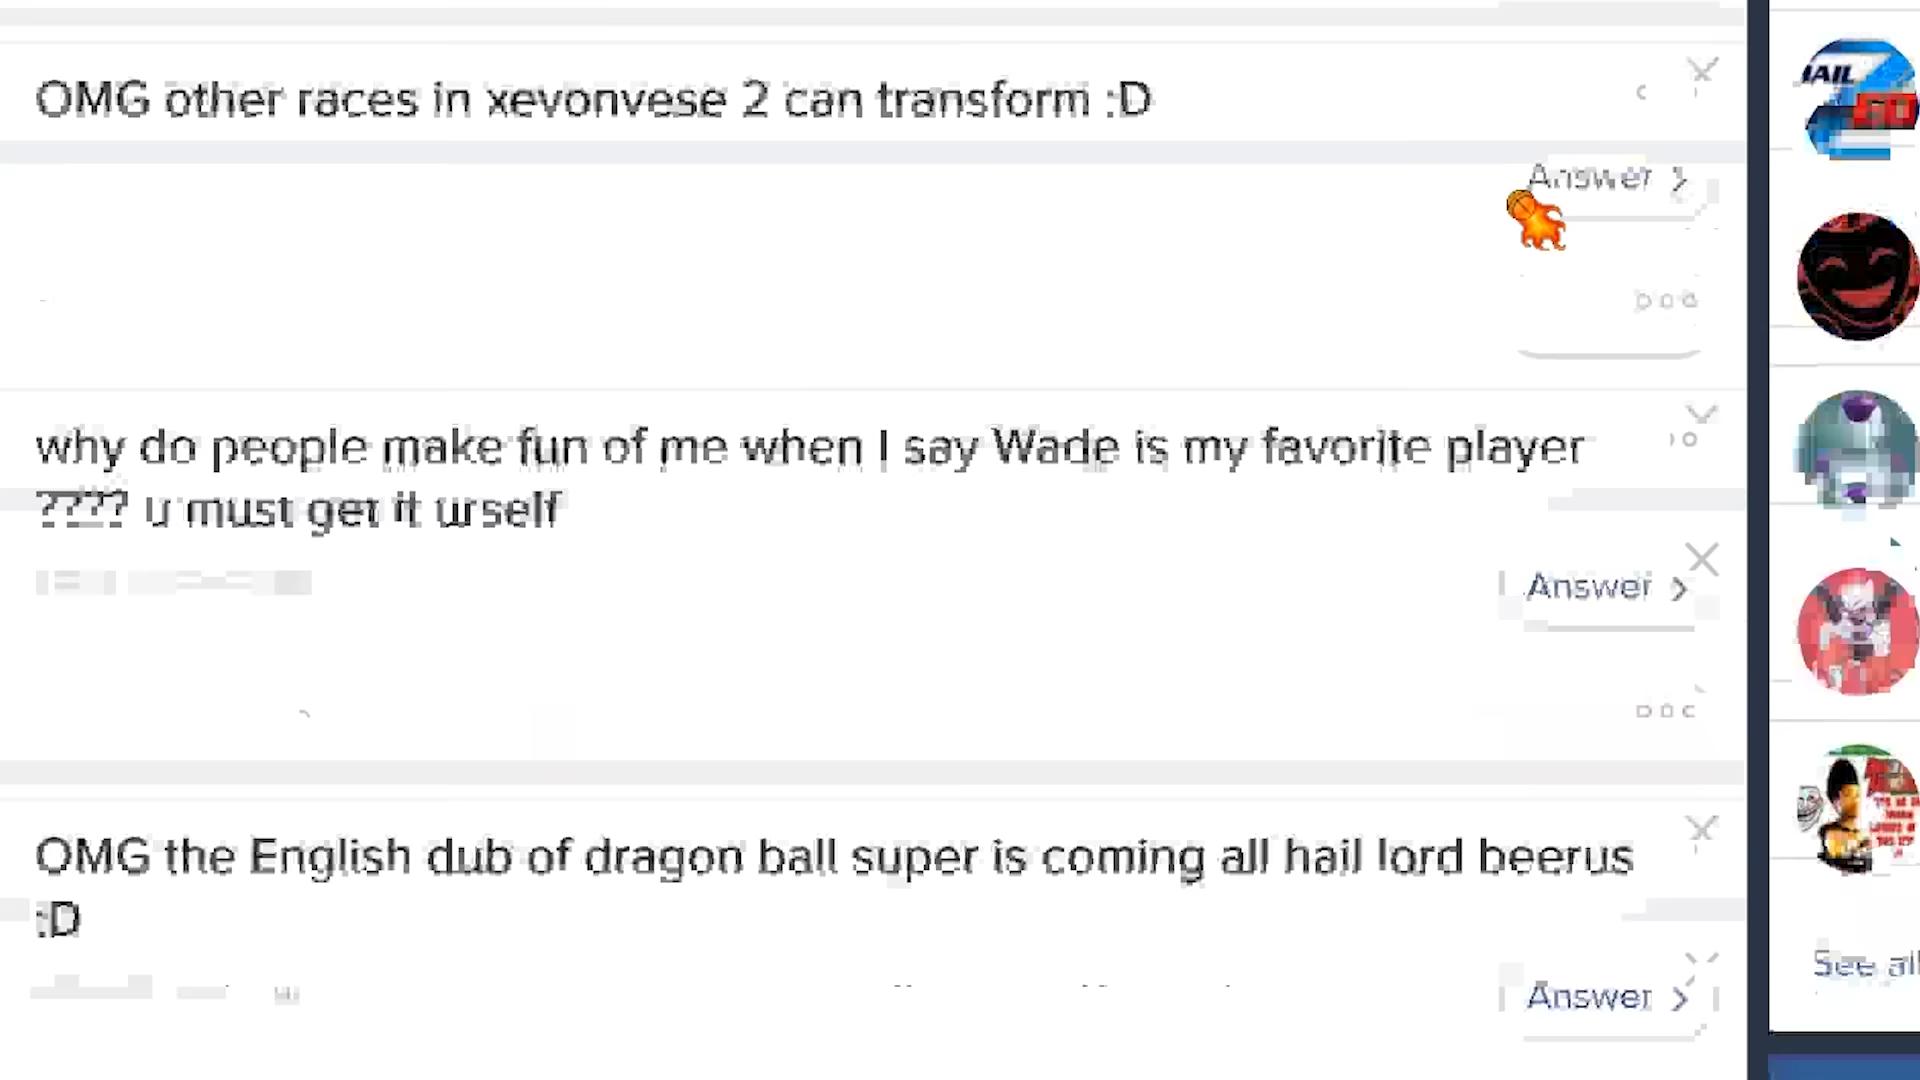 OMG other races in xevonvese 2 can transform :D
Answer
why do people make fun of me when I say Wade is my favorite player
???? u must get it urself
Answer
OMG the English dub of dragon ball super is coming all hail lord beerus
:D
Answer
See all